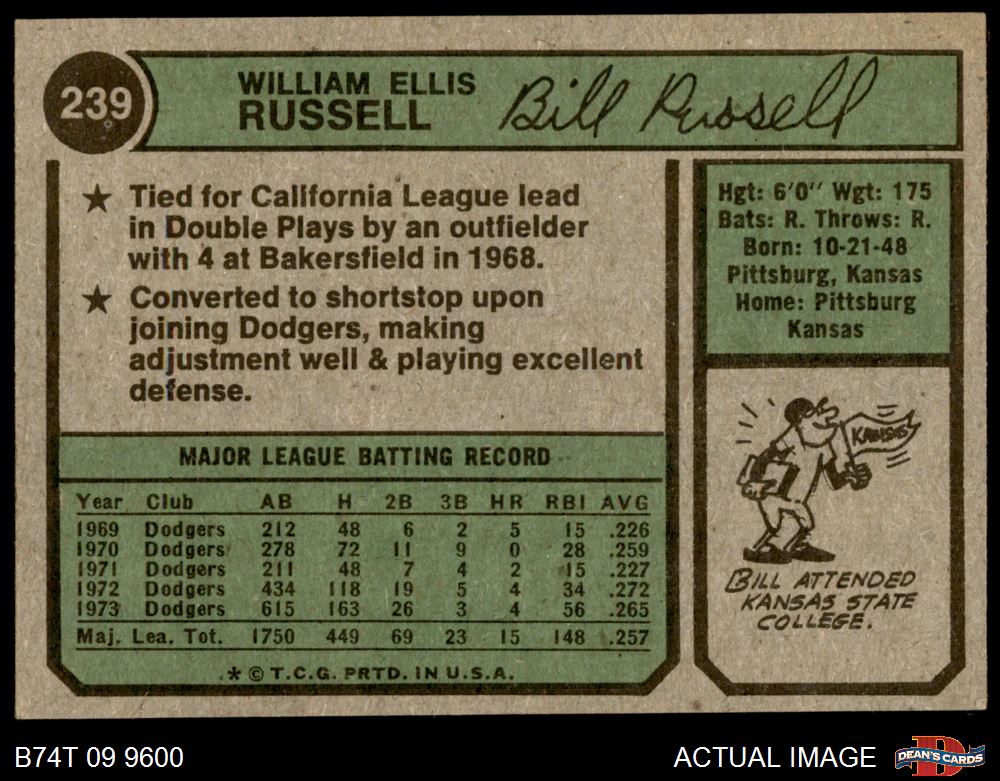 239
WILLIAM ELLIS
RUSSELL
Bill Russell
★ Tied for California League lead
in Double Plays by an outfielder
with 4 at Bakersfield in 1968.
★ Converted to shortstop upon
joining Dodgers, making
adjustment well & playing excellent
defense.
Hgt: 6'0" Wgt: 175
Bats: R. Throws: R.
Born: 10-21-48
Pittsburg, Kansas
Home: Pittsburg
Kansas
MAJOR LEAGUE BATTING RECORD
Year Club AB H 2B 3B HR RBI AVG
1969 Dodgers 212 48 6 2 5 15 .226
1970 Dodgers 278 72 11 9 0 28 .259
1971 Dodgers 211 48 7 4 2 15 .227
1972 Dodgers 434 118 19 5 4 34 .272
1973 Dodgers 615 163 26 3 4 56 .265
Maj. Lea. Tot. 1750 449 69 23 15 148 .257
* © T.C.G. PRTD. IN U.S.A.
KANSAS
BILL ATTENDED
KANSAS STATE
COLLEGE.
B74T 09 9600
ACTUAL IMAGE
D
DEAN'S CARDS